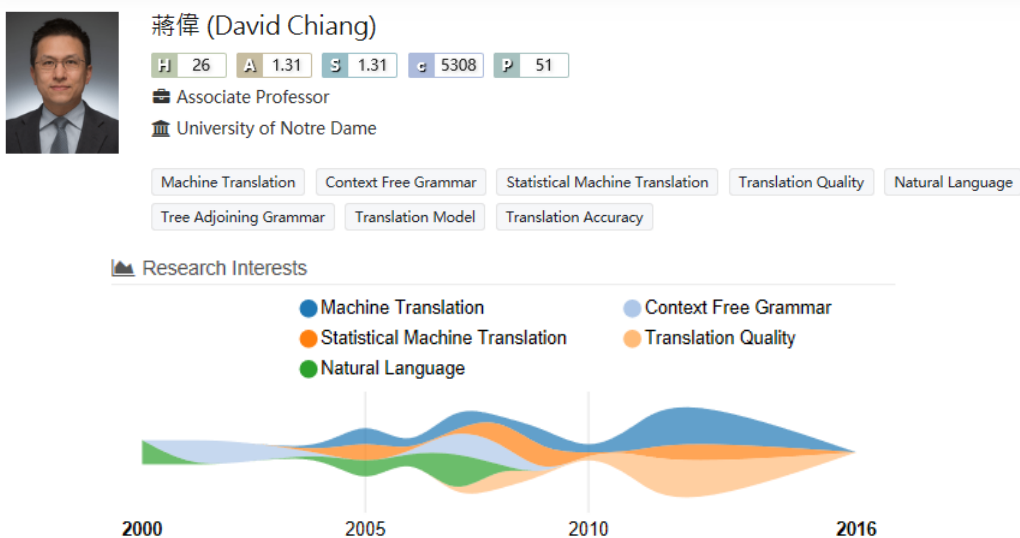 蔣偉 (David Chiang)
H 26 A 1.31 S 1.31 c 5308 P 51
Associate Professor
University of Notre Dame
Machine Translation Context Free Grammar Statistical Machine Translation Translation Quality Natural Language
Tree Adjoining Grammar Translation Model Translation Accuracy
Research Interests
Machine Translation Context Free Grammar
Statistical Machine Translation Translation Quality
Natural Language
2000 2005 2010 2016